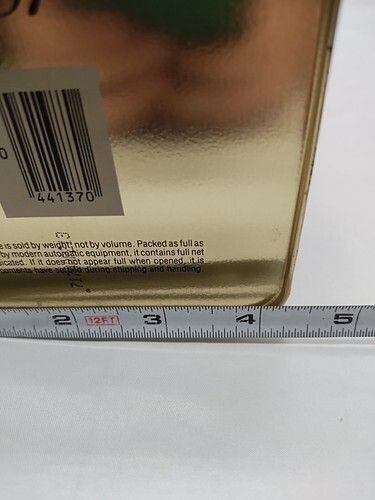 0
441370
e is sold by weight, not by volume. Packed as full as
by modern automatic equipment, it contains full net
icated. If it does not appear full when opened, it is
contents have settled during shipping and handling.
2 12FT 3 4 5